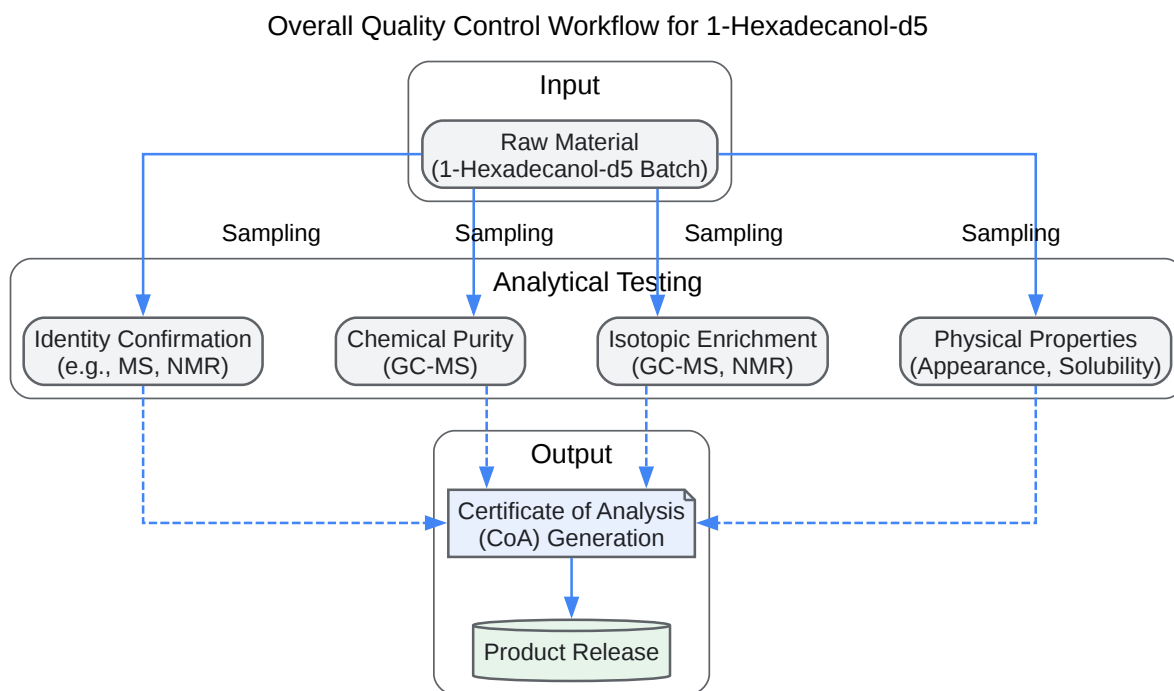 Overall Quality Control Workflow for 1-Hexadecanol-d5
Input
Raw Material
(1-Hexadecanol-d5 Batch)
Sampling
Sampling
Sampling
Sampling
Analytical Testing
Identity Confirmation
(e.g., MS, NMR)
Chemical Purity
(GC-MS)
Isotopic Enrichment
(GC-MS, NMR)
Physical Properties
(Appearance, Solubility)
Output
Certificate of Analysis
(CoA) Generation
Product Release